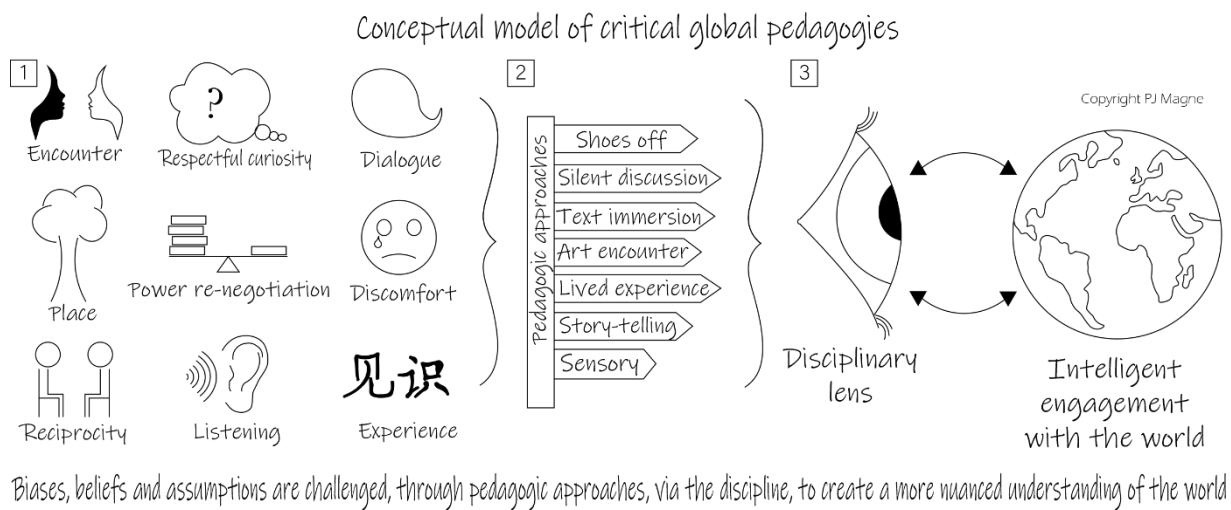 Conceptual model of critical global pedagogies
1
Encounter
?
Respectful curiosity
Dialogue
Place
Power re-negotiation
Discomfort
Reciprocity
Listening
见识
Experience
2
Pedagogic approaches
Shoes off
Silent discussion
Text immersion
Art encounter
Lived experience
Story-telling
Sensory
3
Copyright PJ Magne
Disciplinary
lens
Intelligent
engagement
with the world
Biases, beliefs and assumptions are challenged, through pedagogic approaches, via the discipline, to create a more nuanced understanding of the world